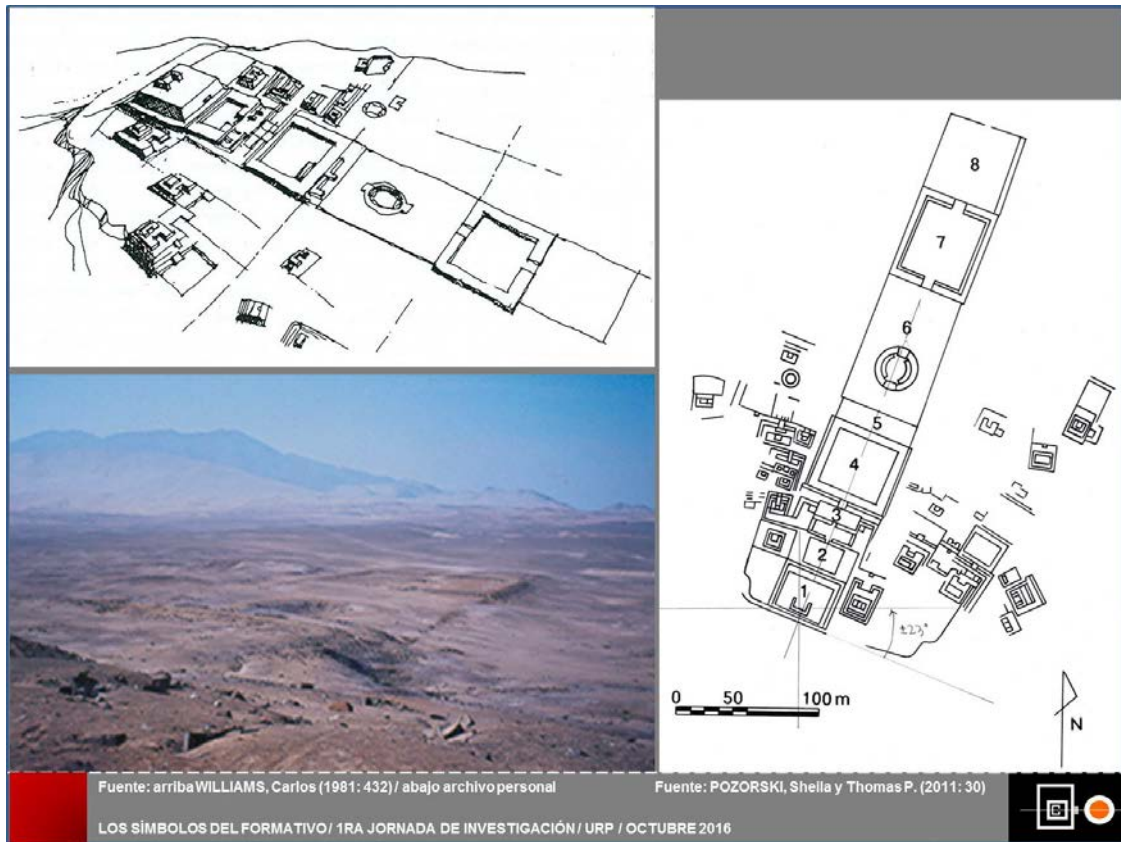 8
7
6
5
4
3
2
1
±23°
0 50 100 m
N
Fuente: arriba WILLIAMS, Carlos (1981: 432) / abajo archivo personal
Fuente: POZORSKI, Shelia y Thomas P. (2011: 30)
LOS SÍMBOLOS DEL FORMATIVO / 1RA JORNADA DE INVESTIGACIÓN / URP / OCTUBRE 2016